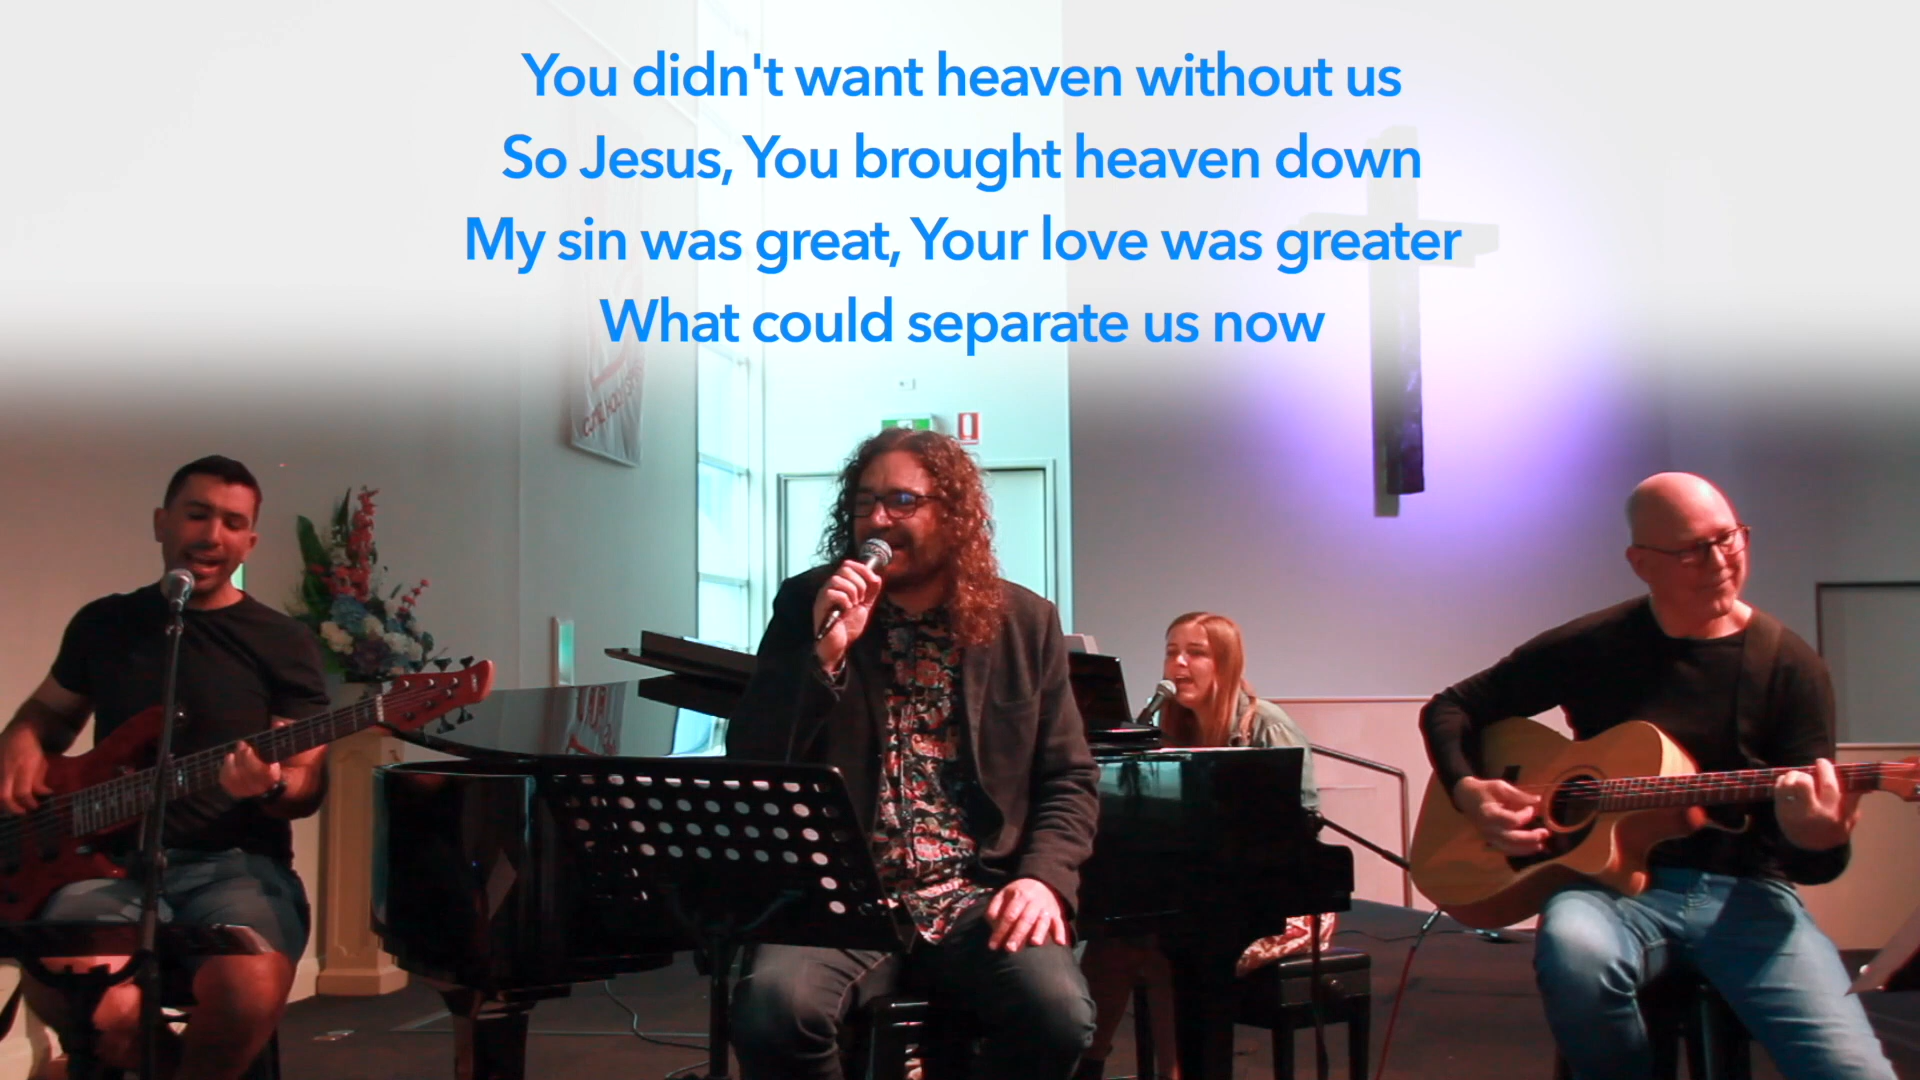 You didn't want heaven without us
So Jesus, You brought heaven down
My sin was great, Your love was greater
What could separate us now